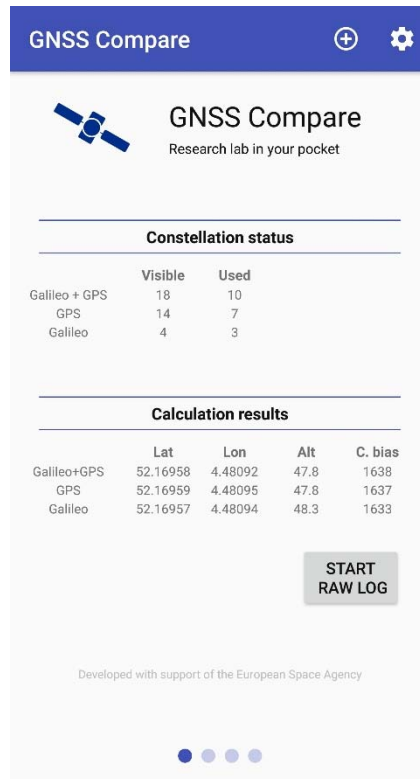 GNSS Compare
GNSS Compare
Research lab in your pocket
Constellation status
Visible Used
Galileo + GPS 18 10
GPS 14 7
Galileo 4 3
Calculation results
Lat Lon Alt C. bias
Galileo+GPS 52.16958 4.48092 47.8 1638
GPS 52.16959 4.48095 47.8 1637
Galileo 52.16957 4.48094 48.3 1633
START
RAW LOG
Developed with support of the European Space Agency